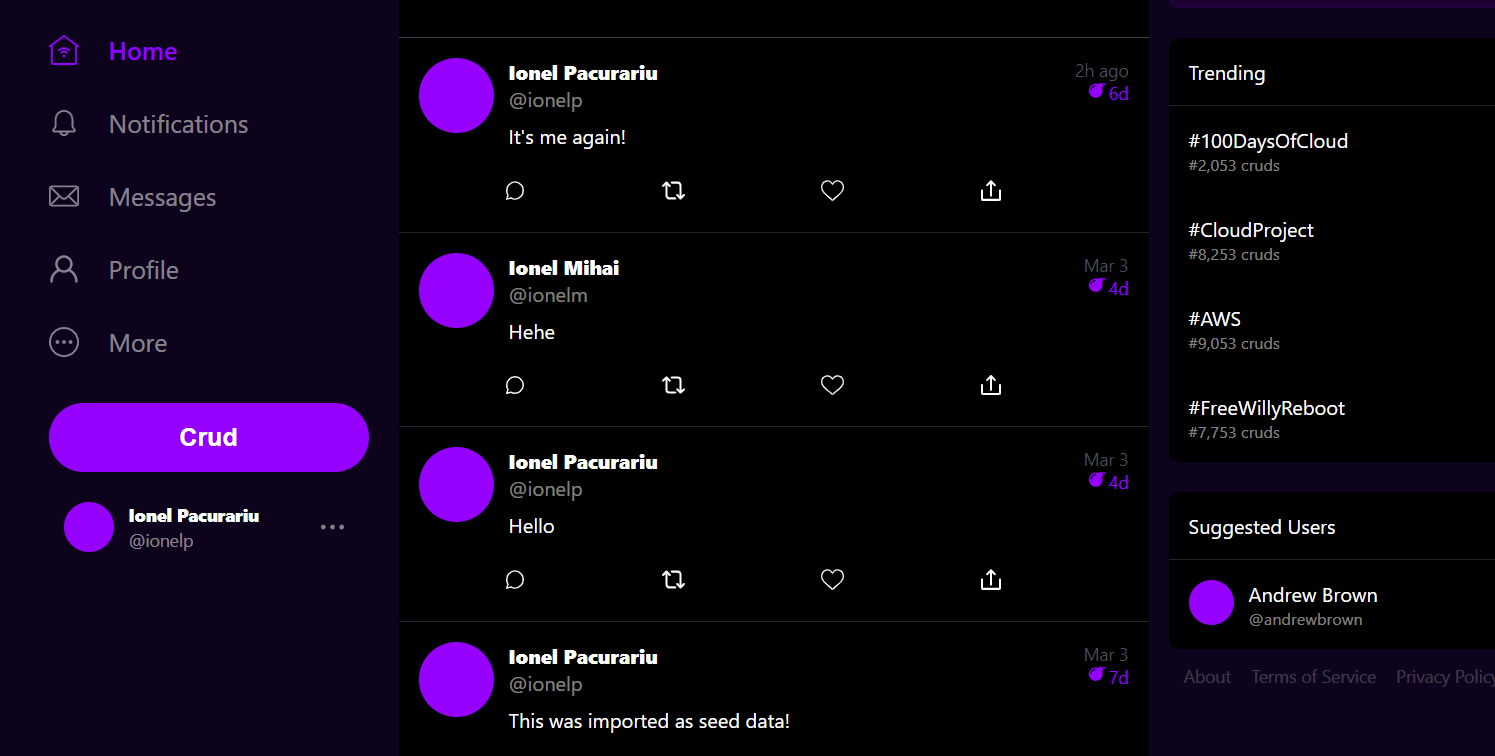 Home
Notifications
Messages
Profile
More
Crud
Ionel Pacurariu
@ionelp
Ionel Pacurariu
2h ago
@ionelp
6d
It's me again!
Ionel Mihai
Mar 3
@ionelm
4d
Hehe
Ionel Pacurariu
Mar 3
@ionelp
4d
Hello
Ionel Pacurariu
Mar 3
@ionelp
7d
This was imported as seed data!
Trending
#100DaysOfCloud
#2,053 cruds
#CloudProject
#8,253 cruds
#AWS
#9,053 cruds
#FreeWillyReboot
#7,753 cruds
Suggested Users
Andrew Brown
@andrewbrown
About Terms of Service Privacy Policy